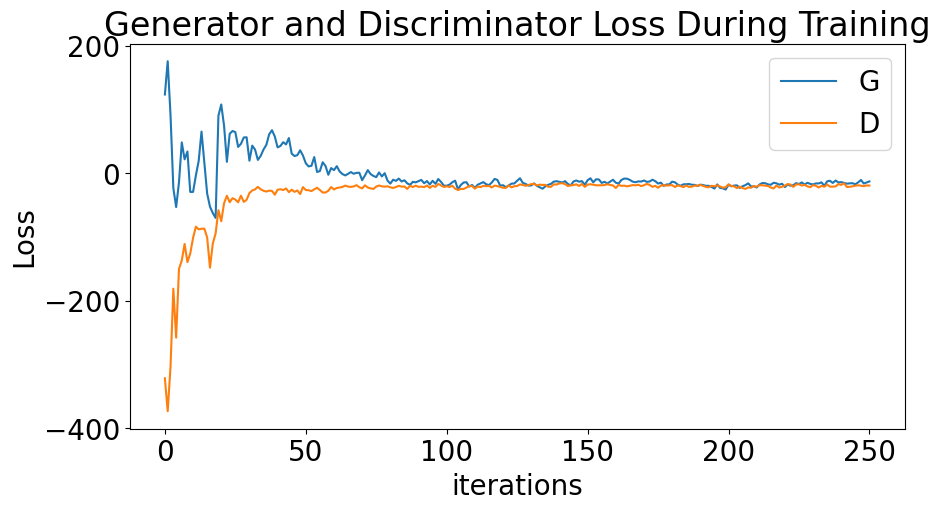 Generator and Discriminator Loss During Training
200
0
−200
−400
Loss
G
D
0 50 100 150 200 250
iterations